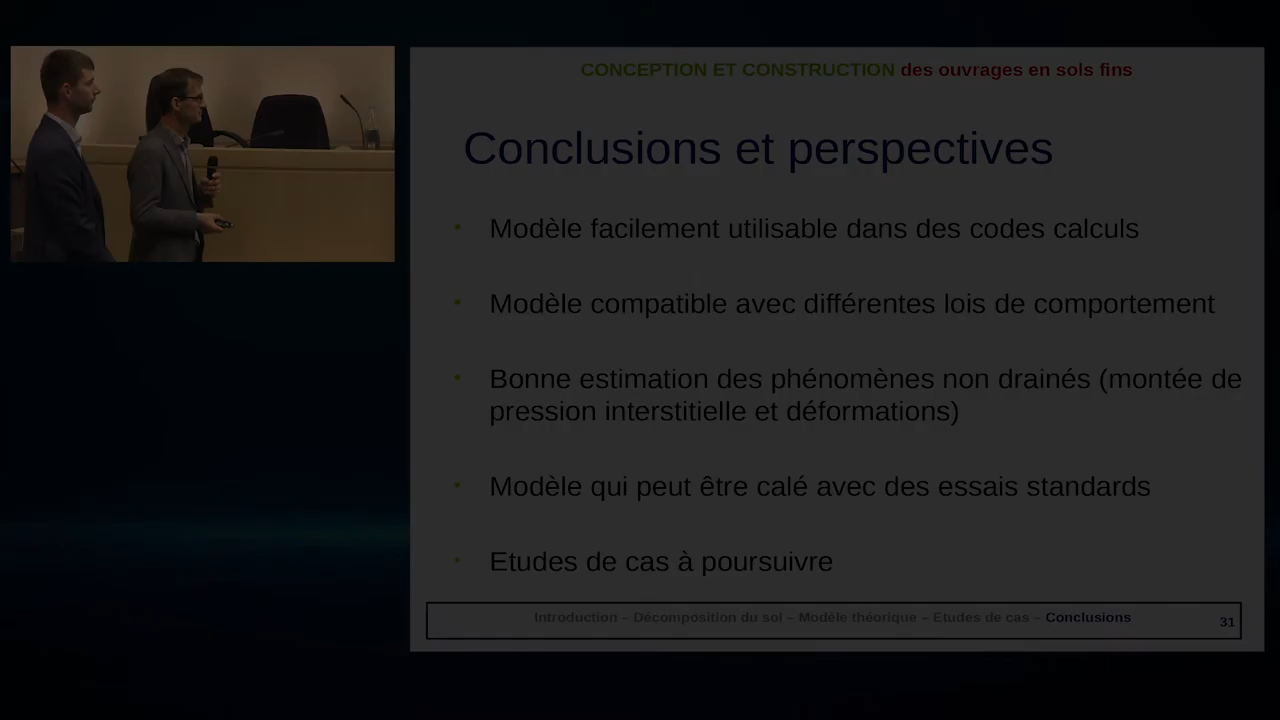 CONCEPTION ET CONSTRUCTION des ouvrages en sols fins
Conclusions et perspectives
• Modèle facilement utilisable dans des codes calculs
• Modèle compatible avec différentes lois de comportement
• Bonne estimation des phénomènes non drainés (montée de
pression interstitielle et déformations)
• Modèle qui peut être calé avec des essais standards
• Etudes de cas à poursuivre
Introduction – Décomposition du sol – Modèle théorique – Etudes de cas – Conclusions
31